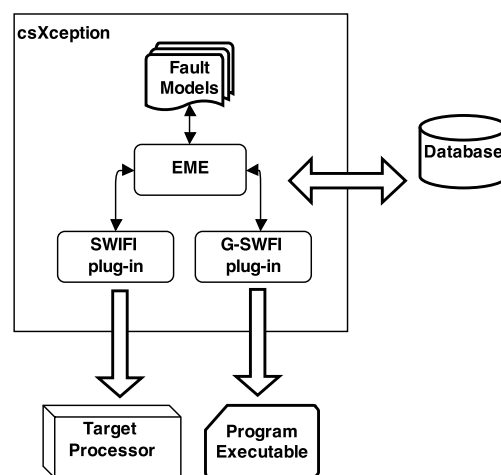 csXception
Fault
Models
EME
Database
SWIFI
plug-in
G-SWFI
plug-in
Target
Processor
Program
Executable